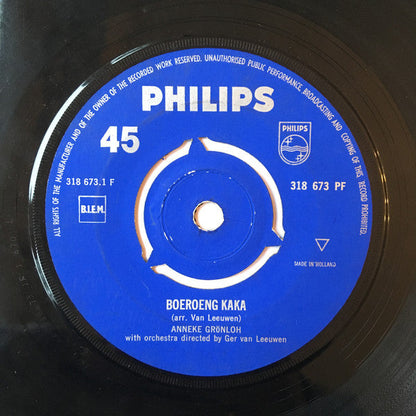 ALL RIGHTS OF THE MANUFACTURER AND OF THE OWNER OF THE RECORDED WORK RESERVED. UNAUTHORISED PUBLIC PERFORMANCE, BROADCASTING AND COPYING OF THIS RECORD PROHIBITED.
PHILIPS
45
PHILIPS
318 673.1 F
318 673 PF
B.I.E.M.
MADE IN HOLLAND
BOEROENG KAKA
(arr. Van Leeuwen)
ANNEKE GRÖNLOH
with orchestra directed by Ger van Leeuwen